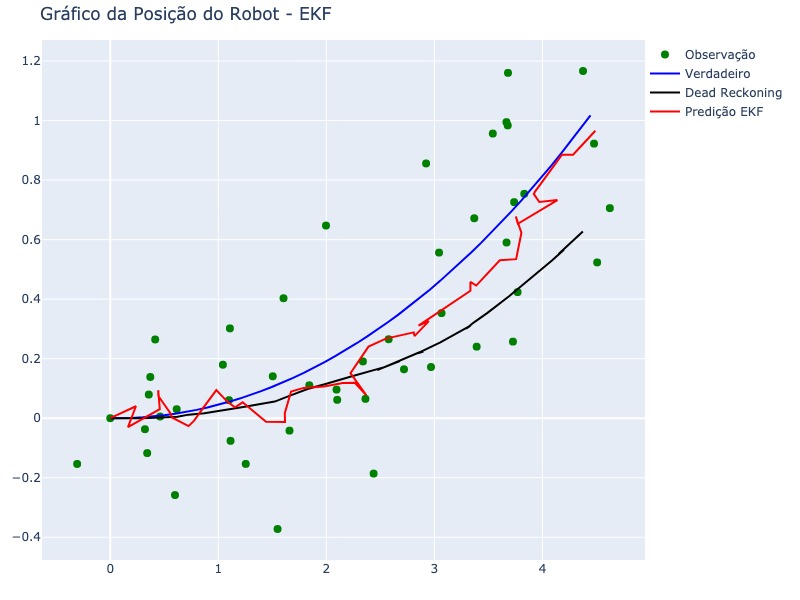 Gráfico da Posição do Robot - EKF
Observação
Verdadeiro
Dead Reckoning
Predição EKF
1.2
1
0.8
0.6
0.4
0.2
0
−0.2
−0.4
0 1 2 3 4